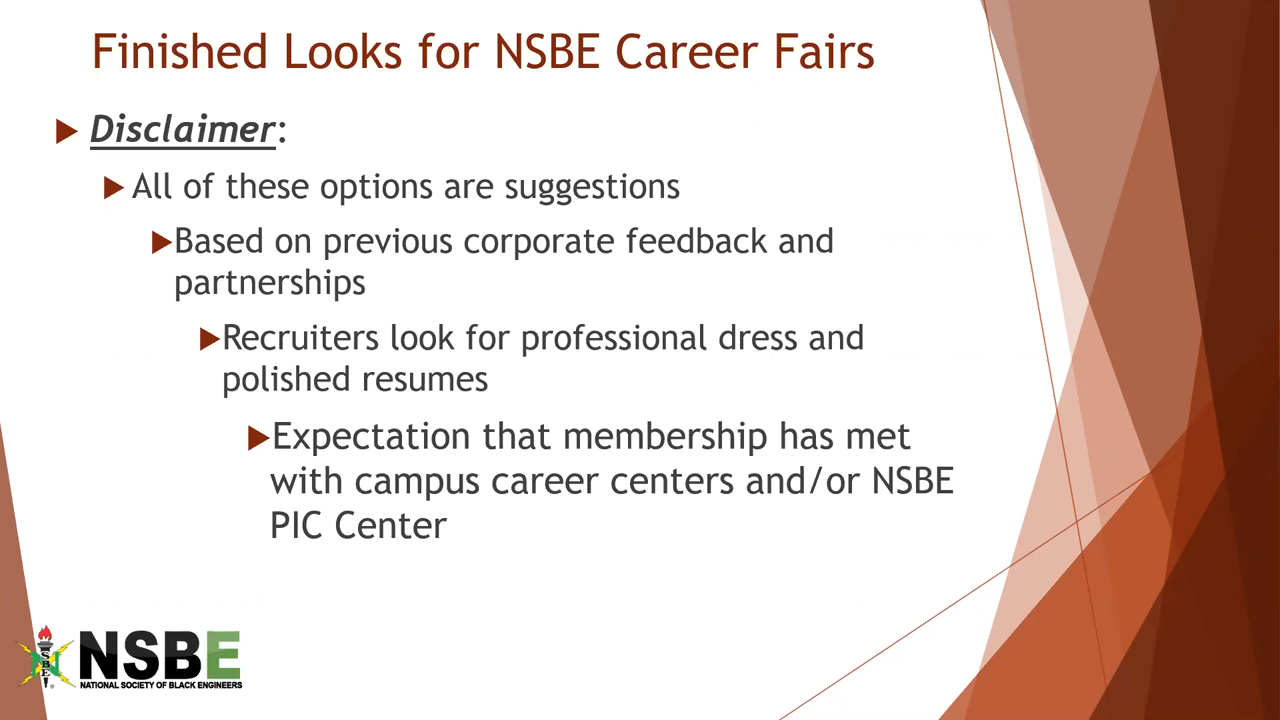 Finished Looks for NSBE Career Fairs
Disclaimer:
All of these options are suggestions
Based on previous corporate feedback and
partnerships
Recruiters look for professional dress and
polished resumes
Expectation that membership has met
with campus career centers and/or NSBE
PIC Center
NSBE
NATIONAL SOCIETY OF BLACK ENGINEERS